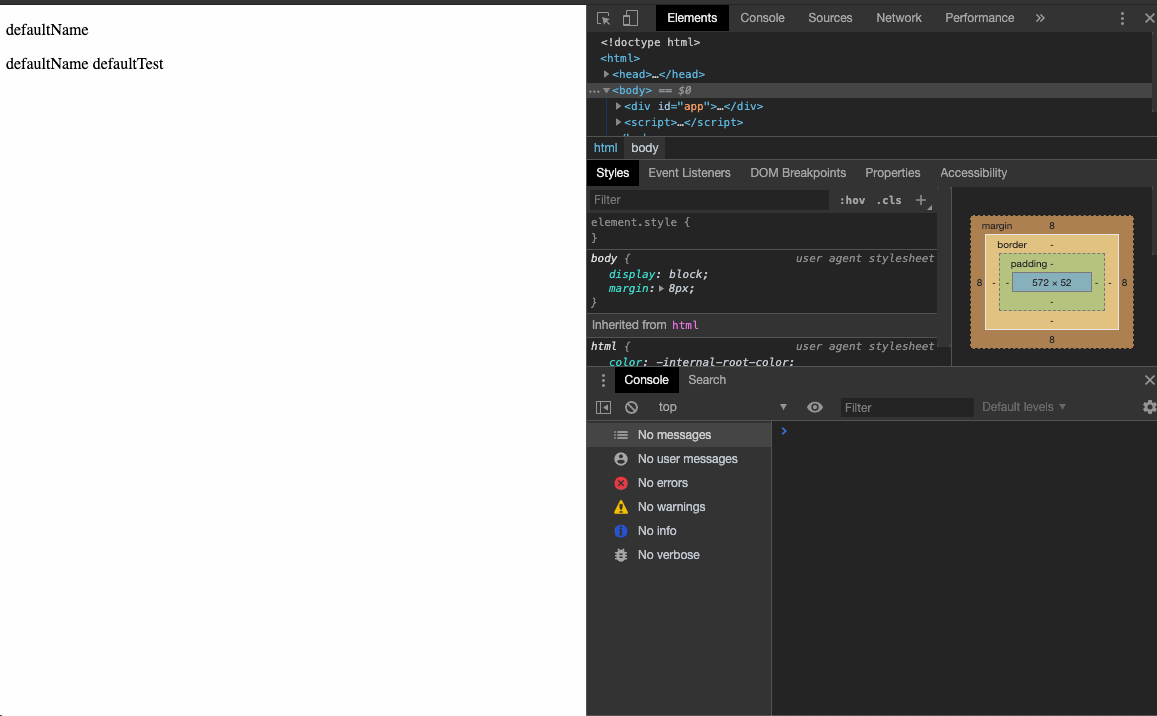 defaultName
defaultName defaultTest
Elements Console Sources Network Performance »
<!doctype html>
<html>
<head>…</head>
<body> == $0
<div id="app">…</div>
<script>…</script>
html body
Styles Event Listeners DOM Breakpoints Properties Accessibility
Filter :hov .cls +
element.style {
}
body { user agent stylesheet
display: block;
margin: 8px;
}
Inherited from html
html { user agent stylesheet
color: -internal-root-color;
margin 8
border -
padding -
8 - - 572 × 52 - - 8
-
-
8
Console Search
top Filter Default levels
No messages
No user messages
No errors
No warnings
No info
No verbose